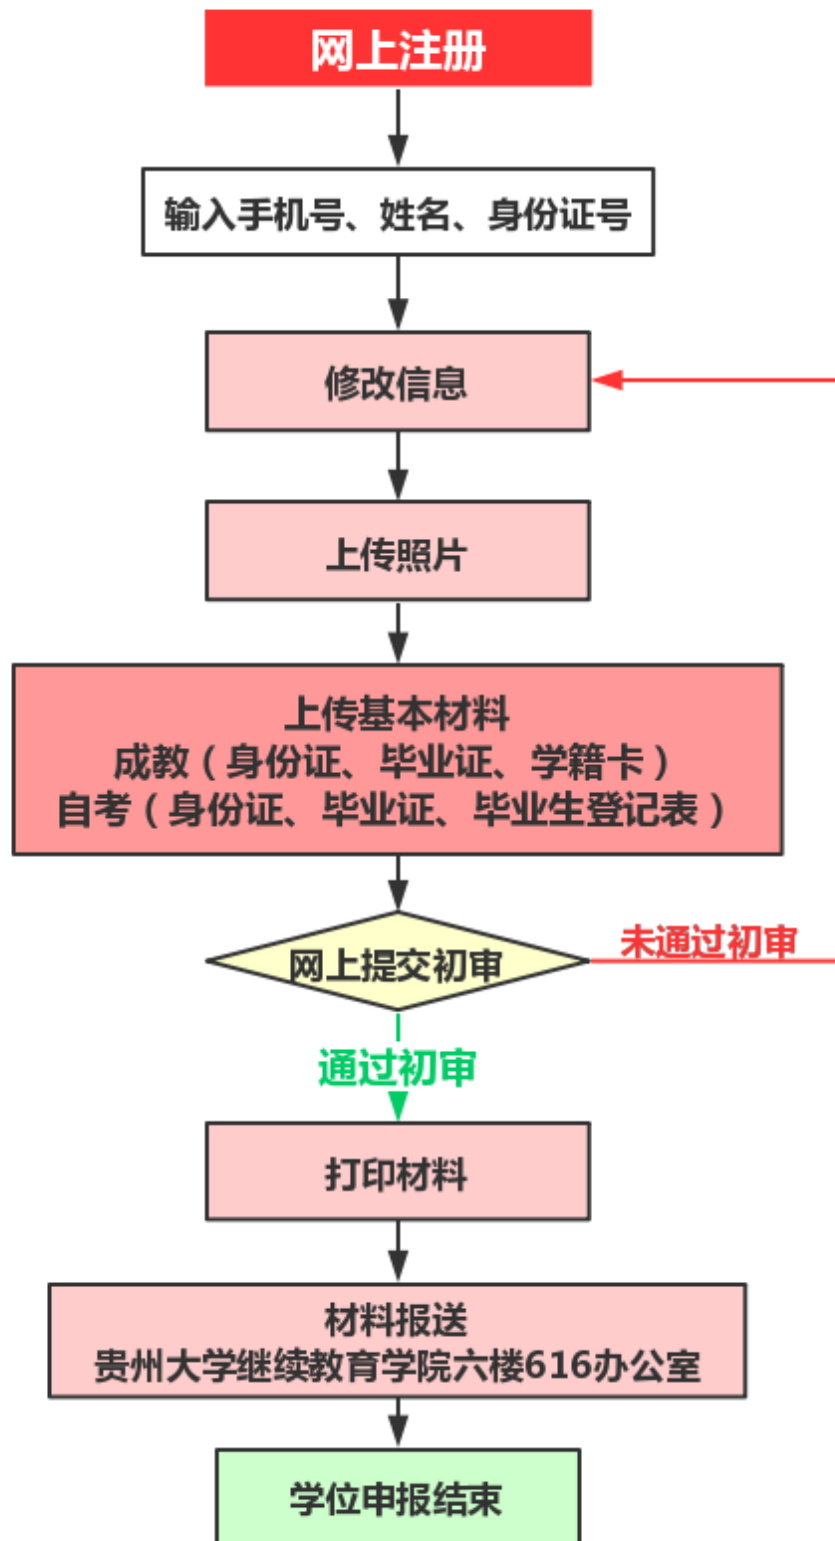 网上注册
输入手机号、姓名、身份证号
修改信息
上传照片
上传基本材料
成教（身份证、毕业证、学籍卡）
自考（身份证、毕业证、毕业生登记表）
网上提交初审
未通过初审
通过初审
打印材料
材料报送
贵州大学继续教育学院六楼616办公室
学位申报结束